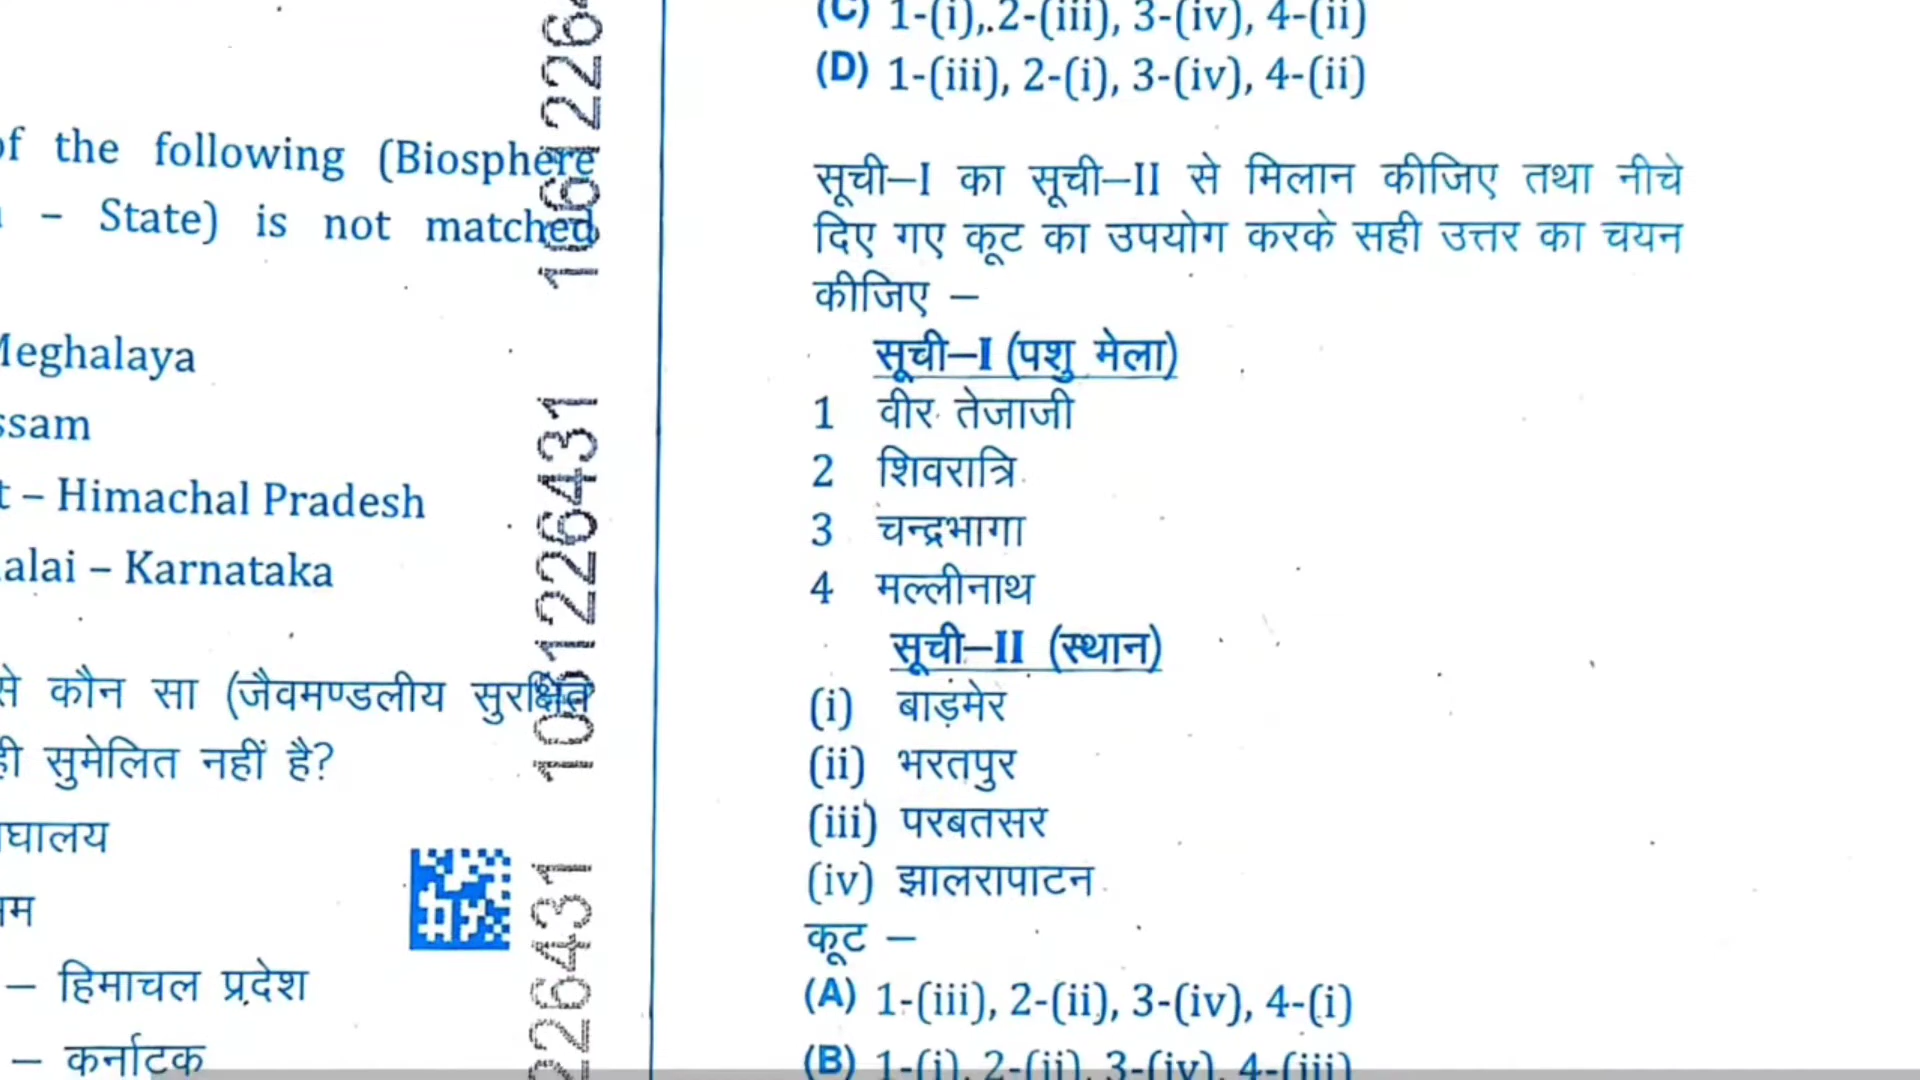 of the following (Biosphere
– State) is not matched
Meghalaya
ssam
t – Himachal Pradesh
alai – Karnataka
से कौन सा (जैवमण्डलीय सुरक्षित
ही सुमेलित नहीं है?
घालय
– हिमाचल प्रदेश
– कर्नाटक
1061226431
226431
(C) 1-(i), 2-(iii), 3-(iv), 4-(ii)
(D) 1-(iii), 2-(i), 3-(iv), 4-(ii)
सूची–I का सूची–II से मिलान कीजिए तथा नीचे
दिए गए कूट का उपयोग करके सही उत्तर का चयन
कीजिए –
सूची–I (पशु मेला)
1 वीर तेजाजी
2 शिवरात्रि
3 चन्द्रभागा
4 मल्लीनाथ
सूची–II (स्थान)
(i) बाड़मेर
(ii) भरतपुर
(iii) परबतसर
(iv) झालरापाटन
कूट –
(A) 1-(iii), 2-(ii), 3-(iv), 4-(i)
(B) 1-(i), 2-(ii), 3-(iv), 4-(iii)